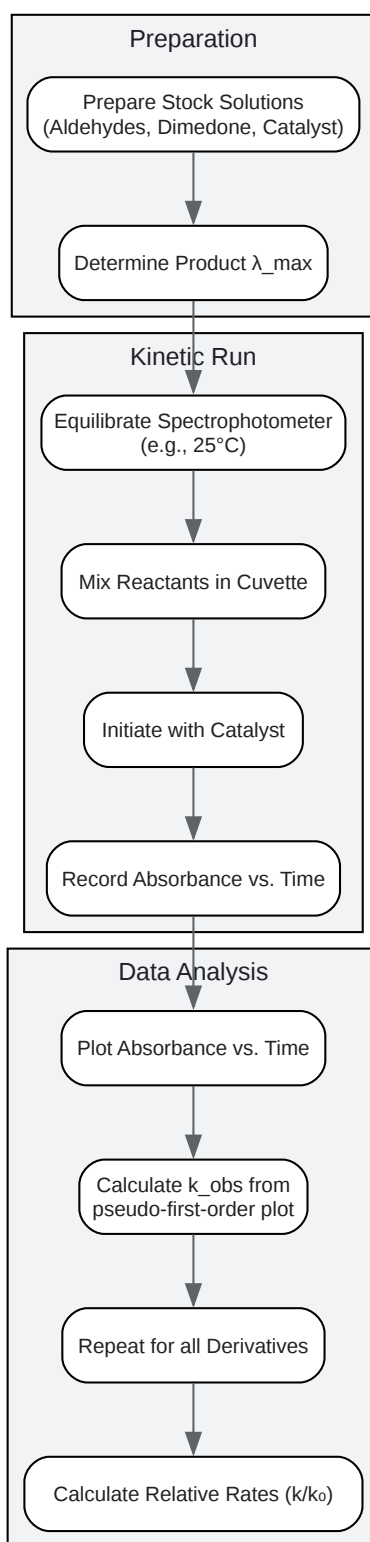 Preparation
Prepare Stock Solutions
(Aldehydes, Dimedone, Catalyst)
Determine Product λ_max
Kinetic Run
Equilibrate Spectrophotometer
(e.g., 25°C)
Mix Reactants in Cuvette
Initiate with Catalyst
Record Absorbance vs. Time
Data Analysis
Plot Absorbance vs. Time
Calculate k_obs from
pseudo-first-order plot
Repeat for all Derivatives
Calculate Relative Rates (k/k₀)